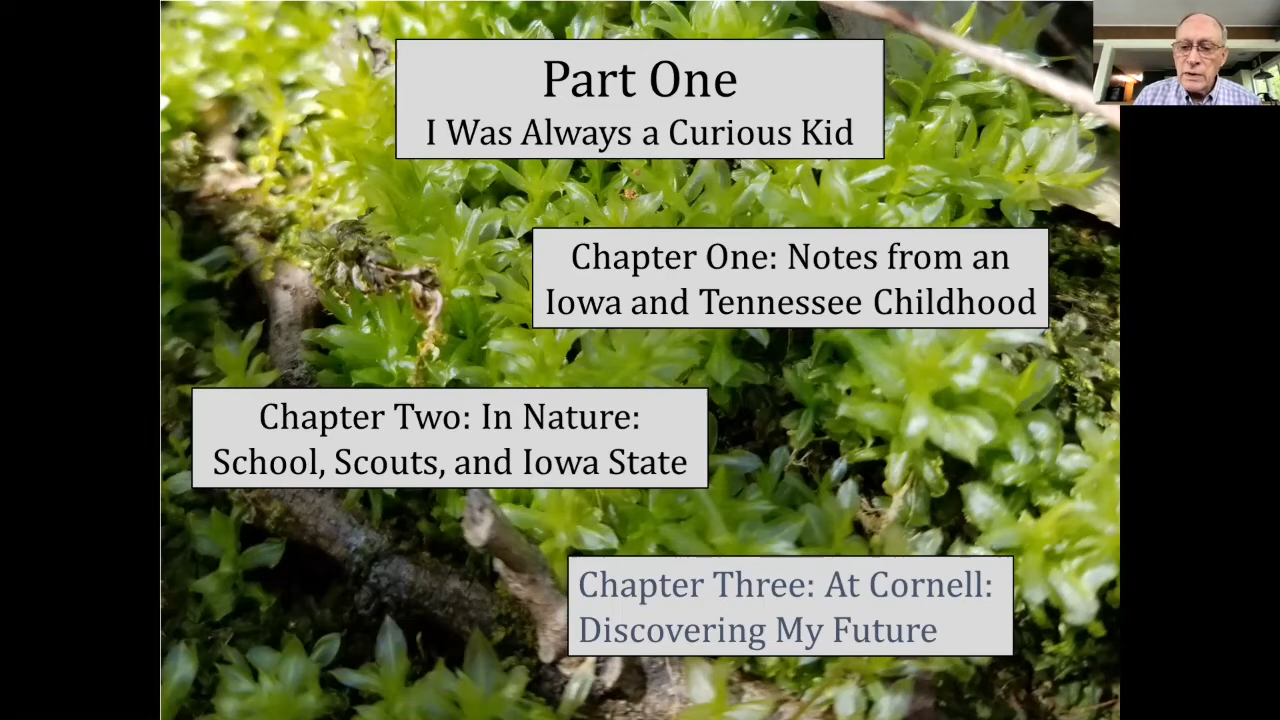 Part One
I Was Always a Curious Kid
Chapter One: Notes from an
Iowa and Tennessee Childhood
Chapter Two: In Nature:
School, Scouts, and Iowa State
Chapter Three: At Cornell:
Discovering My Future